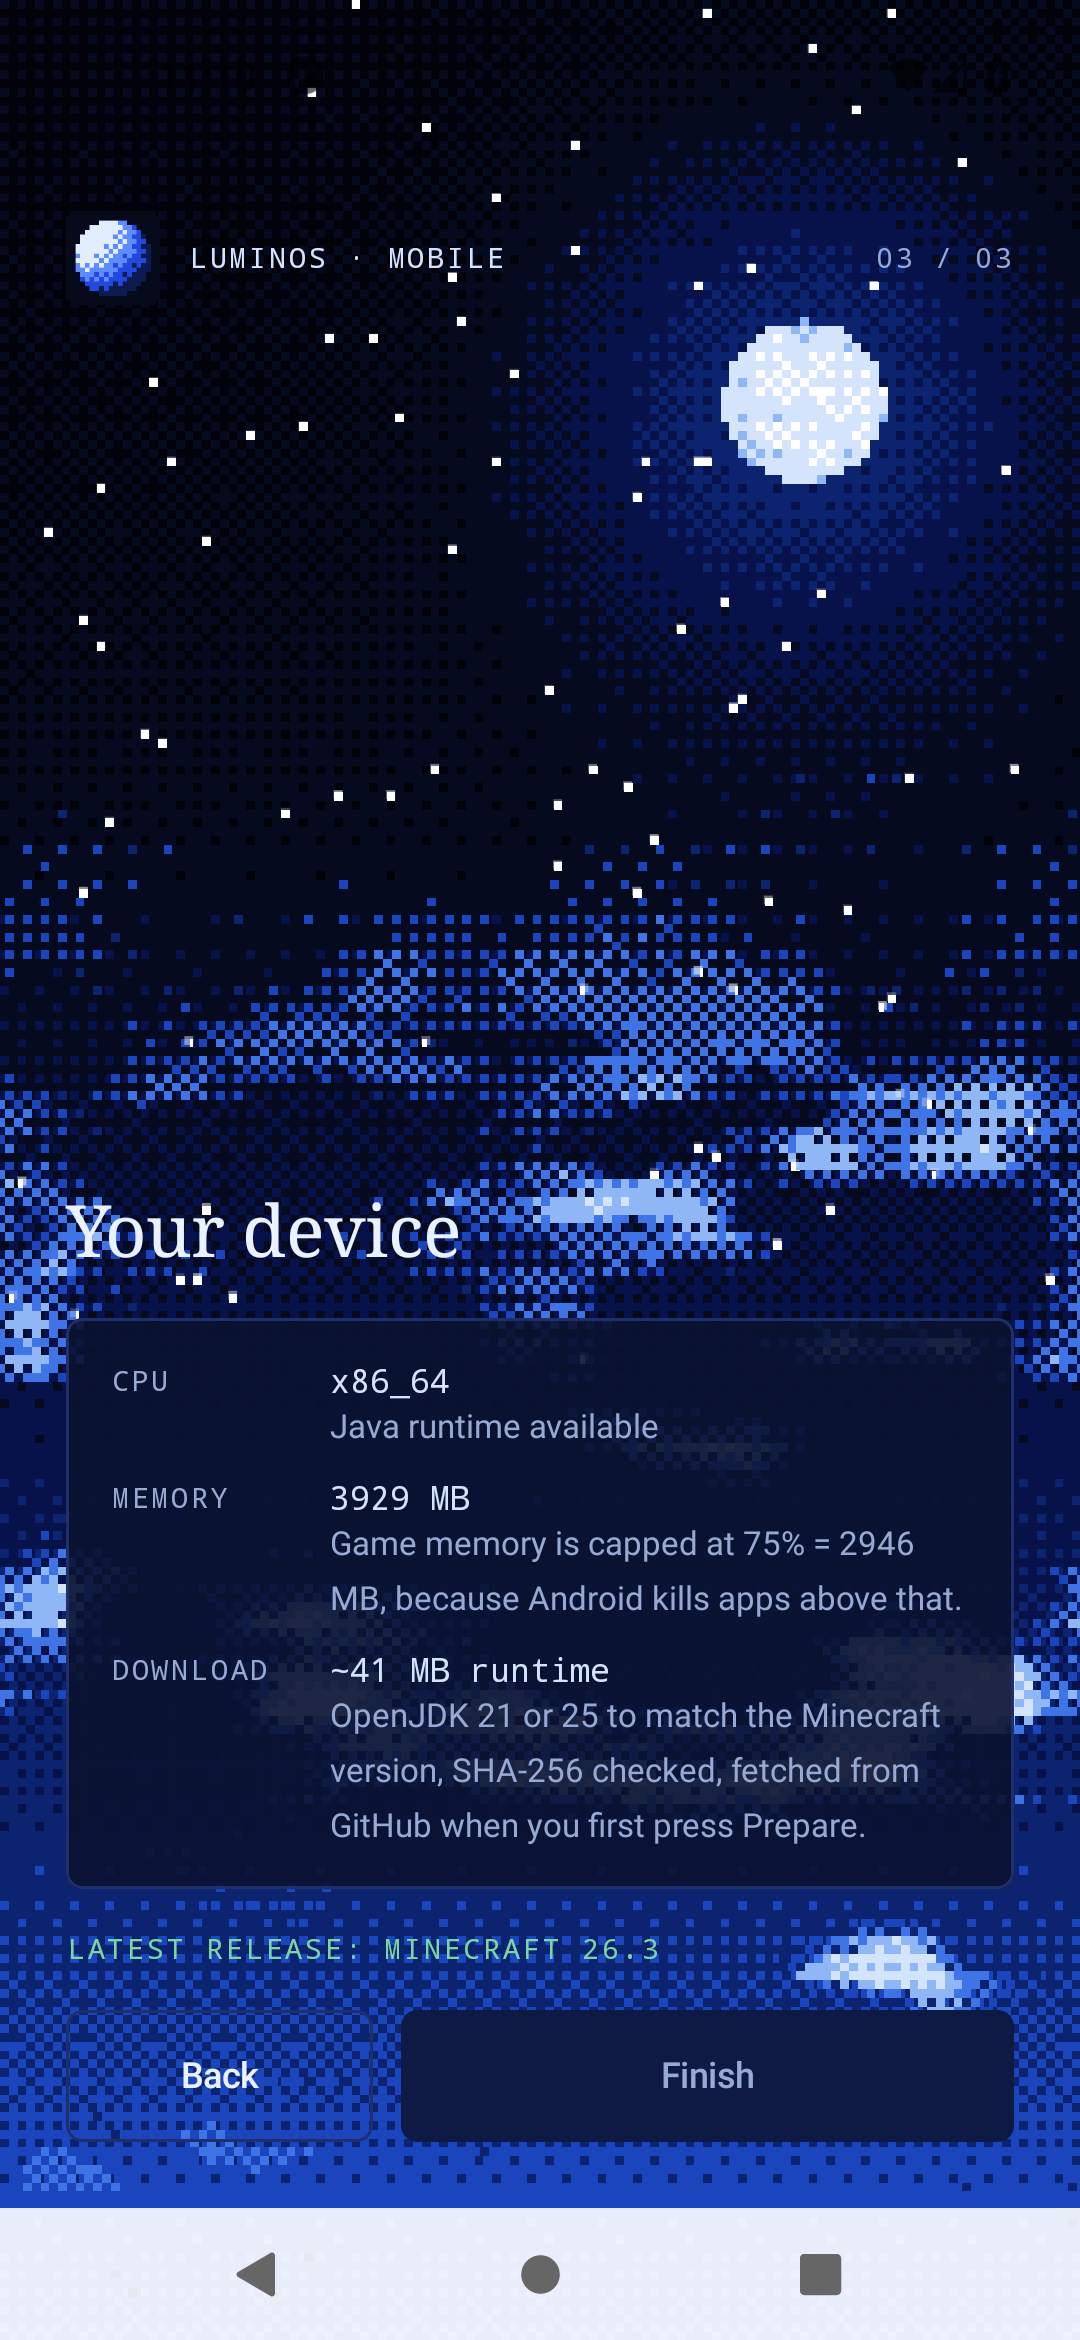 LUMINOS · MOBILE
03 / 03
Your device
CPU
x86_64
Java runtime available
MEMORY
3929 MB
Game memory is capped at 75% = 2946
MB, because Android kills apps above that.
DOWNLOAD
~41 MB runtime
OpenJDK 21 or 25 to match the Minecraft
version, SHA-256 checked, fetched from
GitHub when you first press Prepare.
LATEST RELEASE: MINECRAFT 26.3
Back
Finish